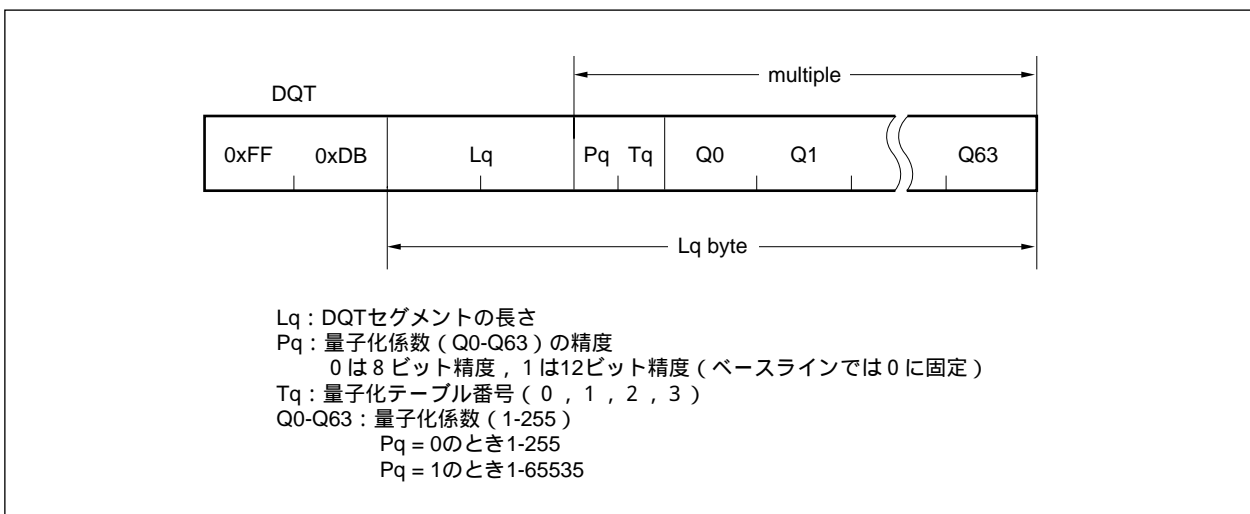 multiple
DQT
0xFF 0xDB Lq Pq Tq Q0 Q1 Q63
Lq byte
Lq：DQTセグメントの長さ
Pq：量子化係数（Q0-Q63）の精度
0は8ビット精度，1は12ビット精度（ベースラインでは0に固定）
Tq：量子化テーブル番号（0，1，2，3）
Q0-Q63：量子化係数（1-255）
Pq = 0のとき1-255
Pq = 1のとき1-65535